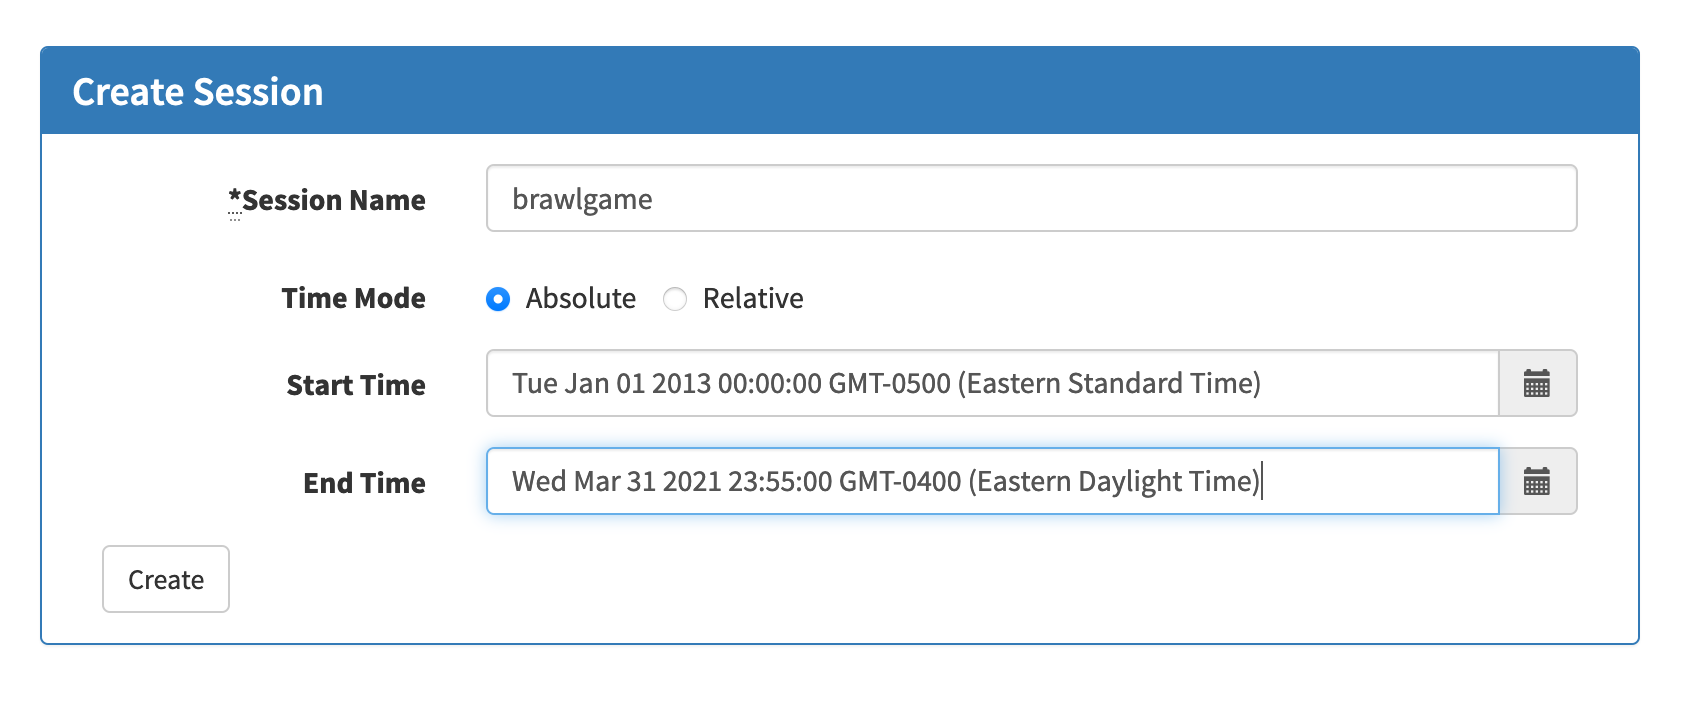 Create Session
*Session Name
brawlgame
Time Mode
Absolute
Relative
Start Time
Tue Jan 01 2013 00:00:00 GMT-0500 (Eastern Standard Time)
End Time
Wed Mar 31 2021 23:55:00 GMT-0400 (Eastern Daylight Time)
Create